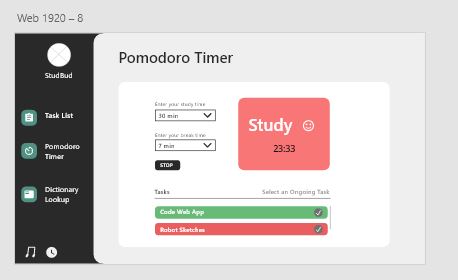 Web 1920 – 8
StudBud
Task List
Pomodoro
Timer
Dictionary
Lookup
Pomodoro Timer
Enter your study time
30 min
Enter your break time
7 min
STOP
Study
23:33
Tasks
Select an Ongoing Task
Code Web App
Robot Sketches